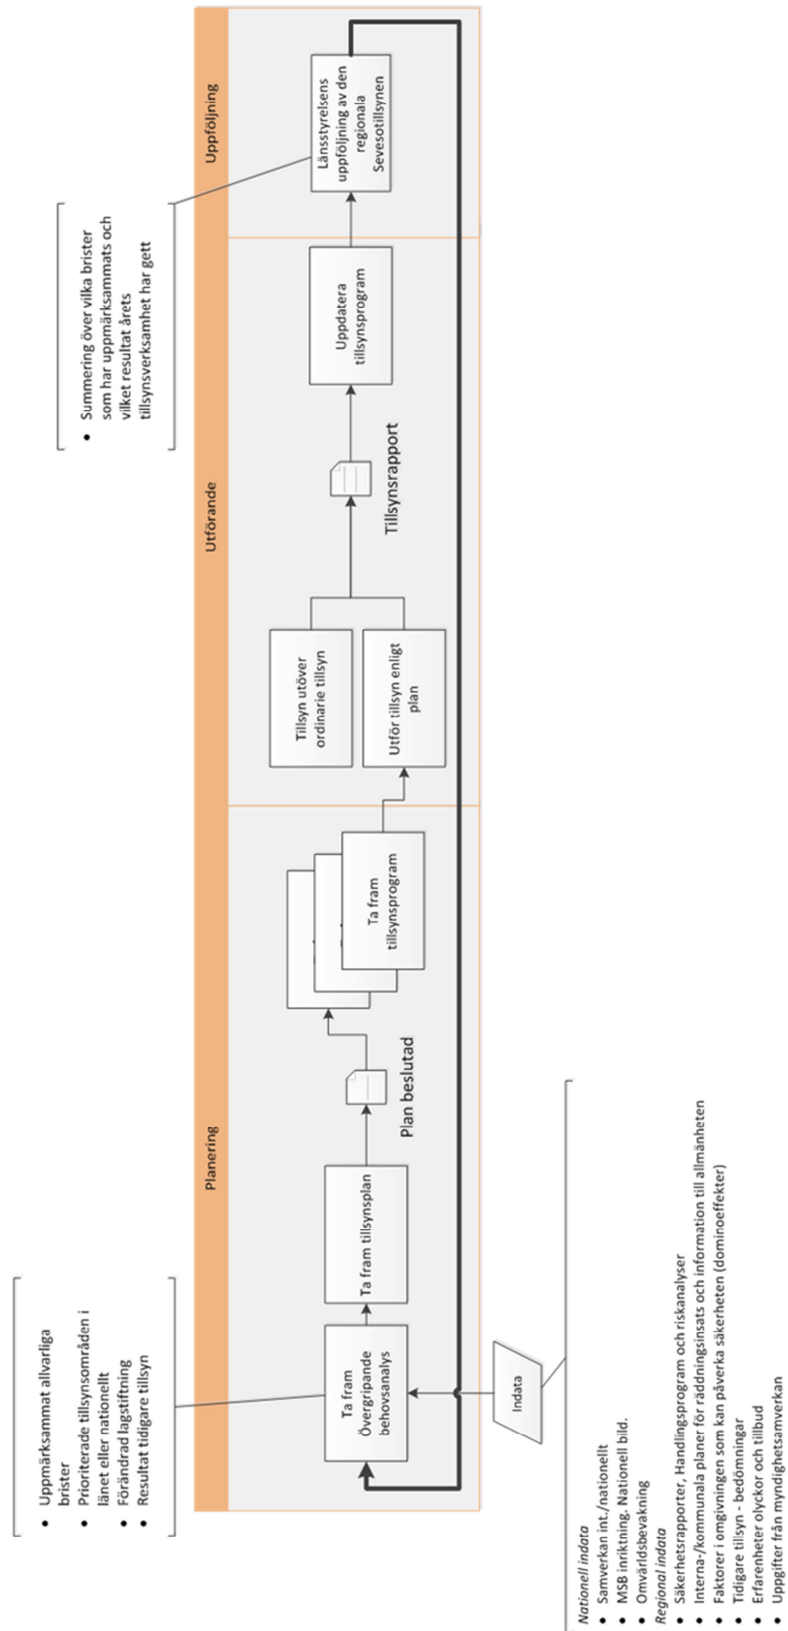 • Uppmärksammat allvarliga
brister
• Prioriterade tillsynsområden i
länet eller nationellt
• Förändrad lagstiftning
• Resultat tidigare tillsyn
• Summering över vilka brister
som har uppmärksammats och
vilket resultat årets
tillsynsverksamhet har gett
Planering
Utförande
Uppföljning
Ta fram
Övergripande
behovsanalys
Ta fram tillsynsplan
Plan beslutad
Ta fram
tillsynsprogram
Tillsyn utöver
ordinarie tillsyn
Utför tillsyn enligt
plan
Tillsynsrapport
Uppdatera
tillsynsprogram
Länsstyrelsens
uppföljning av den
regionala
Sevesotillsynen
Indata
Nationell indata
• Samverkan int./nationellt
• MSB inriktning. Nationell bild.
• Omvärldsbevakning
Regional indata
• Säkerhetsrapporter, Handlingsprogram och riskanalyser
• Interna-/kommunala planer för räddningsinsats och information till allmänheten
• Faktorer i omgivningen som kan påverka säkerheten (dominoeffekter)
• Tidigare tillsyn - bedömningar
• Erfarenheter olyckor och tillbud
• Uppgifter från myndighetsamverkan